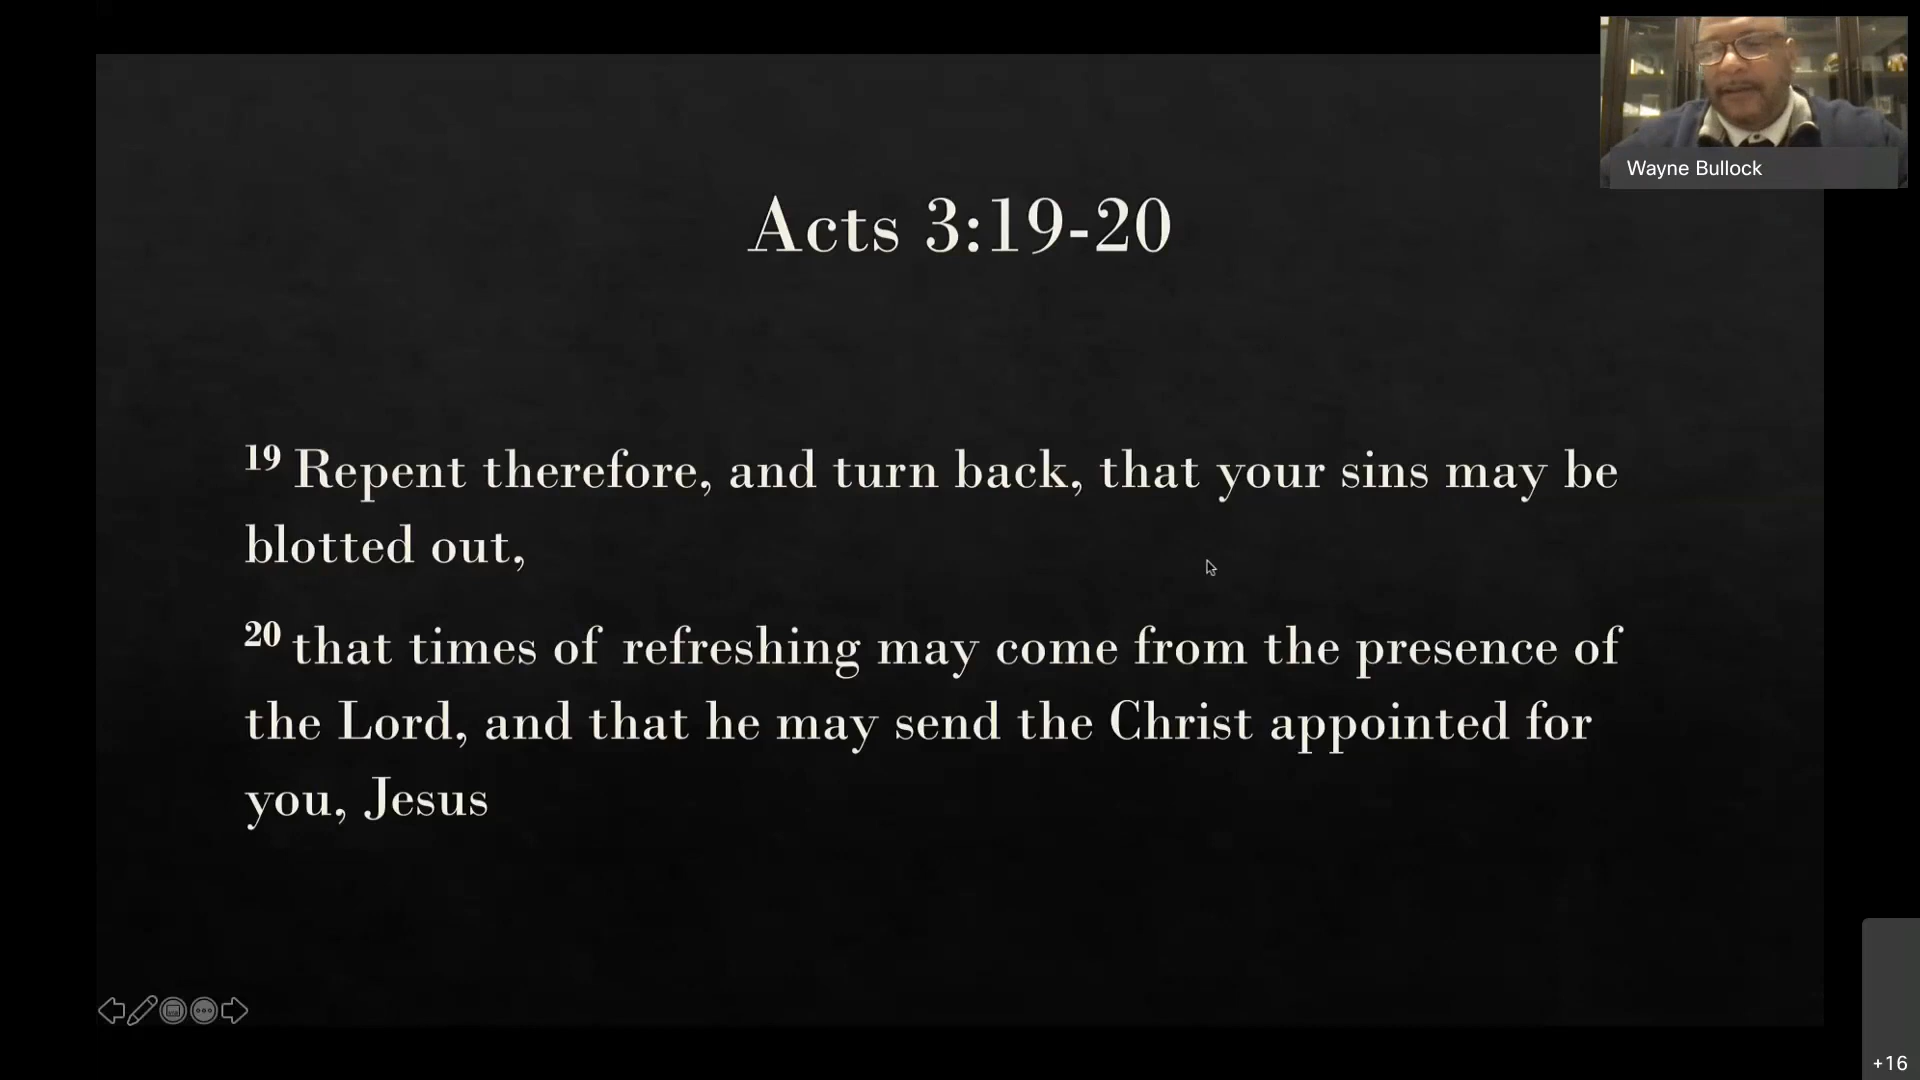 Wayne Bullock
Acts 3:19-20
19 Repent therefore, and turn back, that your sins may be
blotted out,
20 that times of refreshing may come from the presence of
the Lord, and that he may send the Christ appointed for
you, Jesus
+16